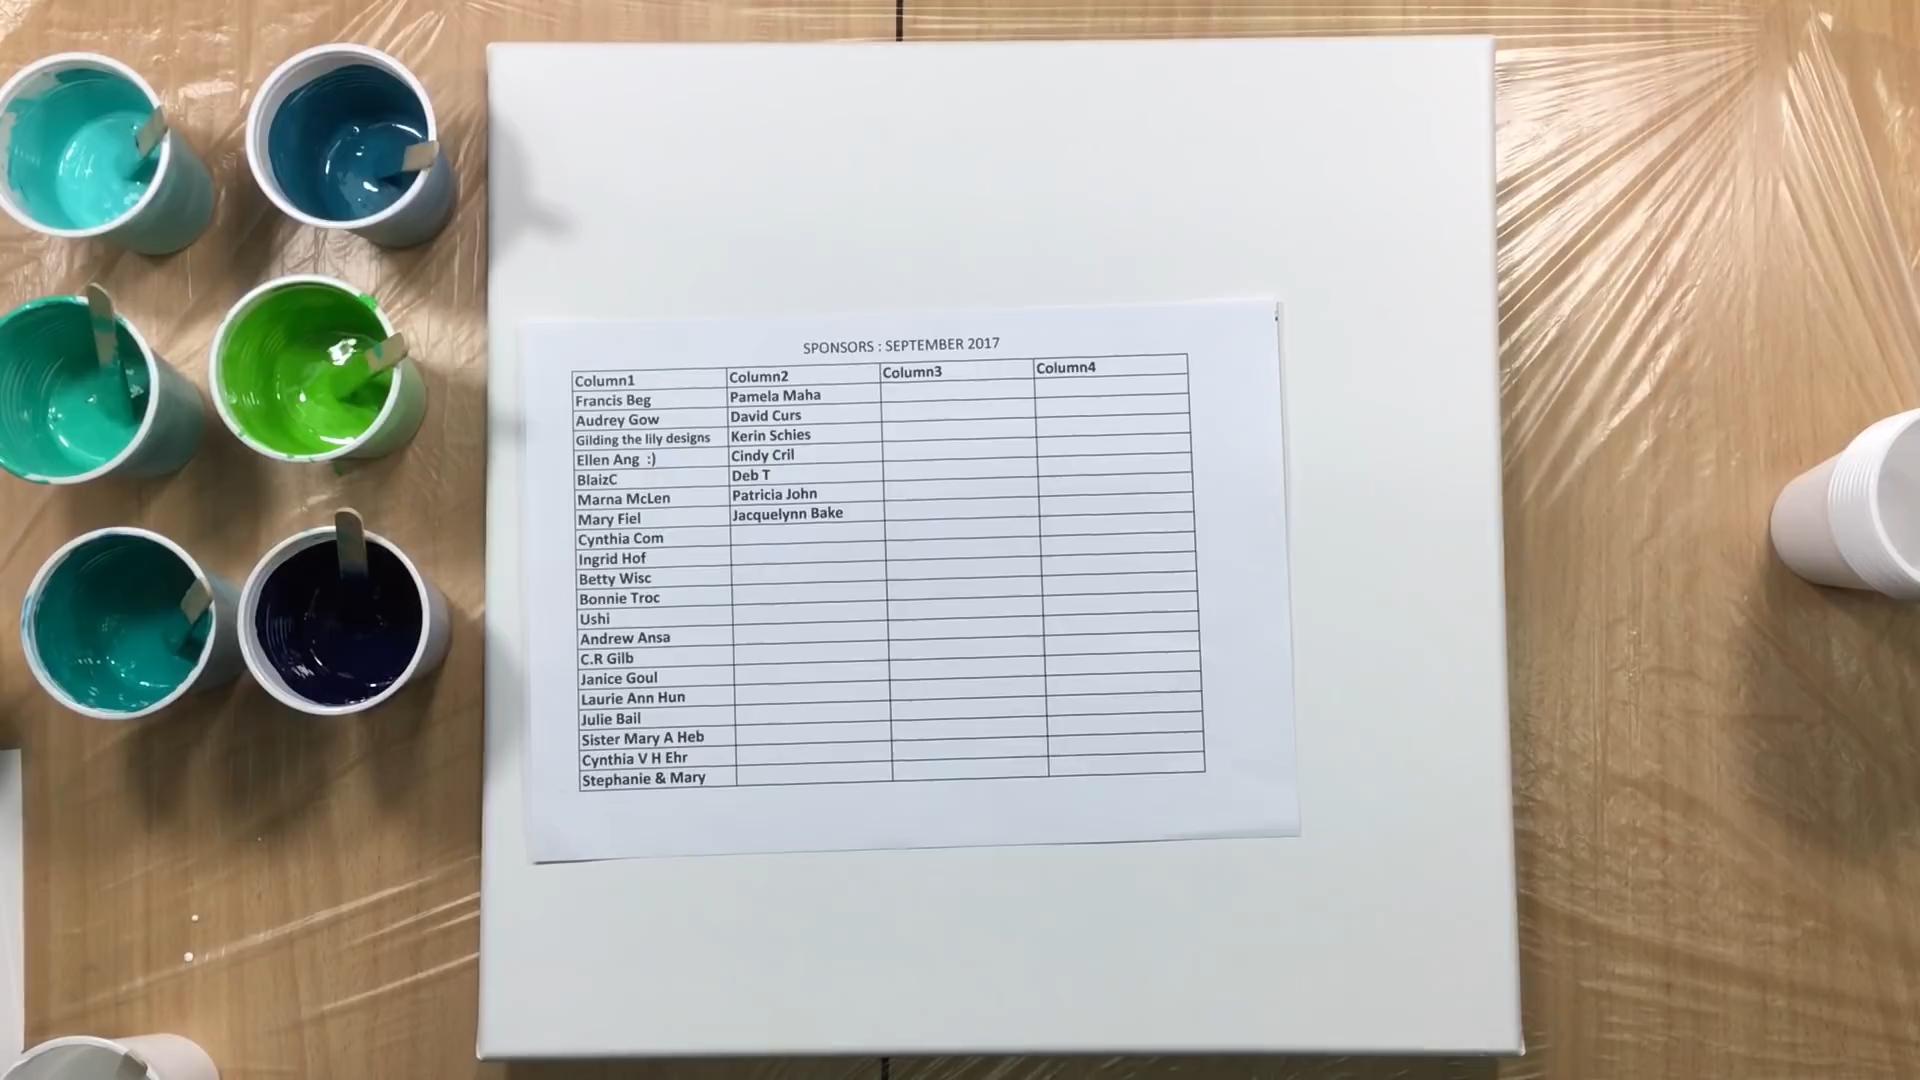 SPONSORS : SEPTEMBER 2017
Column1 Column2 Column3 Column4
Francis Beg Pamela Maha
Audrey Gow David Curs
Gilding the lily designs Kerin Schies
Ellen Ang :) Cindy Cril
BlaizC Deb T
Marna McLen Patricia John
Mary Fiel Jacquelynn Bake
Cynthia Com
Ingrid Hof
Betty Wisc
Bonnie Troc
Ushi
Andrew Ansa
C.R Gilb
Janice Goul
Laurie Ann Hun
Julie Bail
Sister Mary A Heb
Cynthia V H Ehr
Stephanie & Mary